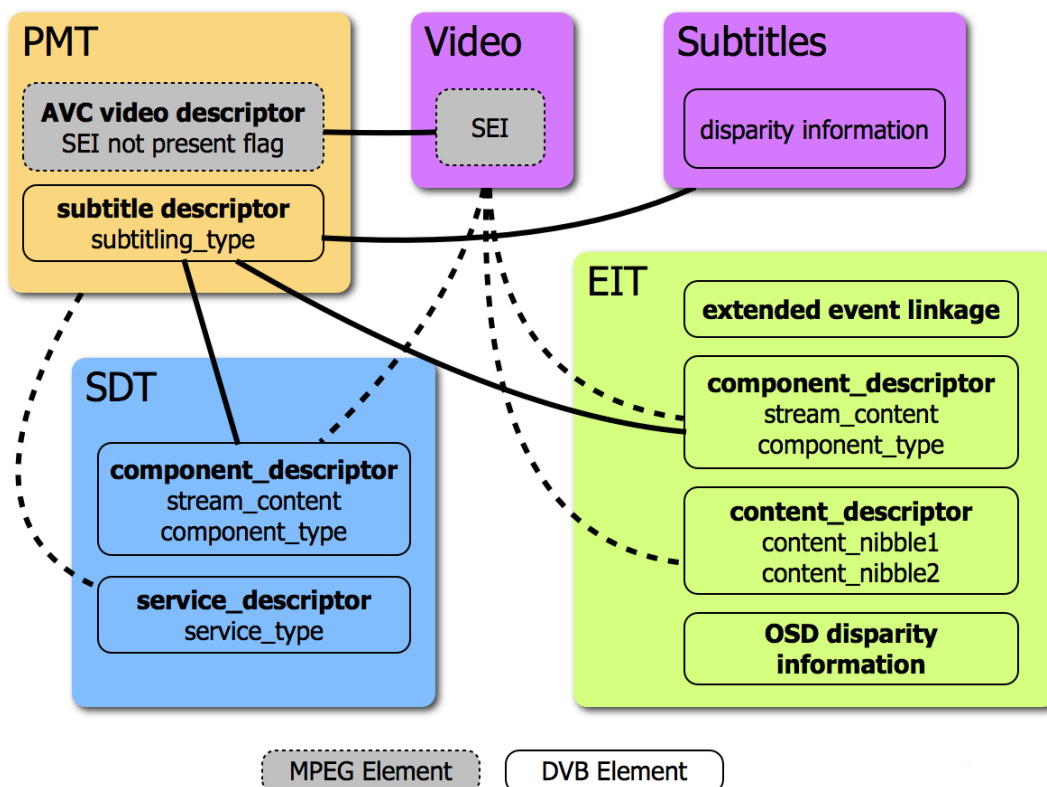 PMT
AVC video descriptor
SEI not present flag
subtitle descriptor
subtitling_type
Video
SEI
Subtitles
disparity information
SDT
component_descriptor
stream_content
component_type
service_descriptor
service_type
EIT
extended event linkage
component_descriptor
stream_content
component_type
content_descriptor
content_nibble1
content_nibble2
OSD disparity
information
MPEG Element
DVB Element